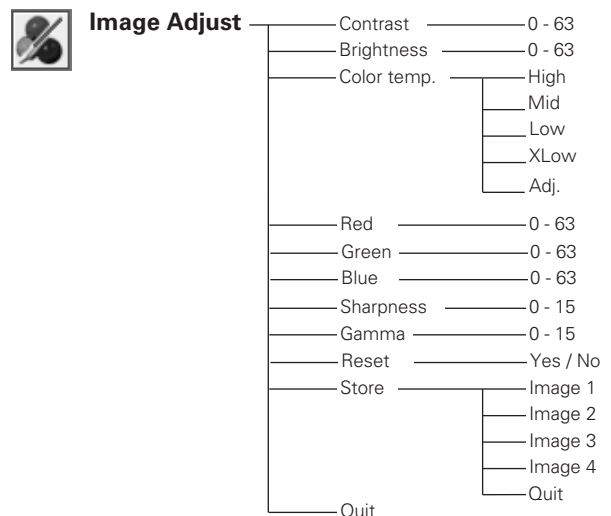 Image Adjust Contrast 0 - 63
Brightness 0 - 63
Color temp. High
Mid
Low
XLow
Adj.
Red 0 - 63
Green 0 - 63
Blue 0 - 63
Sharpness 0 - 15
Gamma 0 - 15
Reset Yes / No
Store Image 1
Image 2
Image 3
Image 4
Quit
Quit